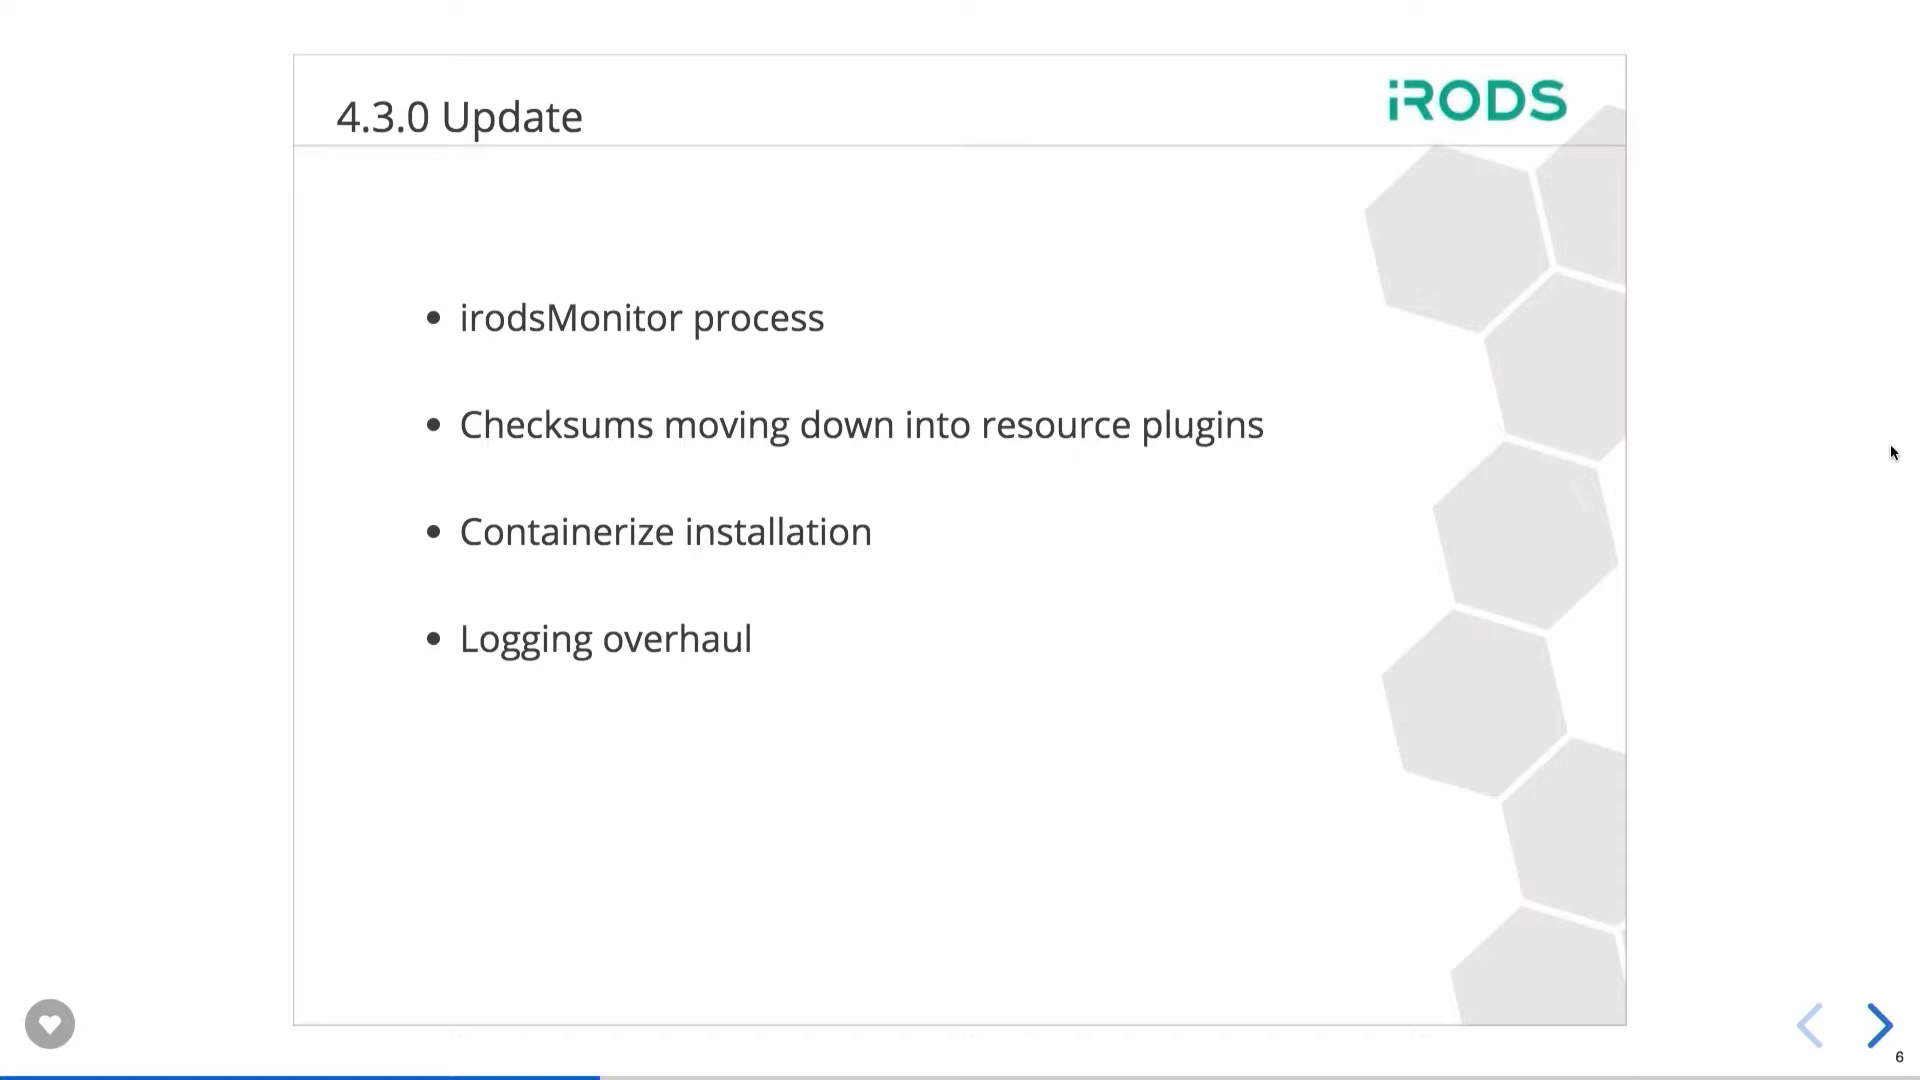 4.3.0 Update
iRODS
irodsMonitor process
Checksums moving down into resource plugins
Containerize installation
Logging overhaul
6